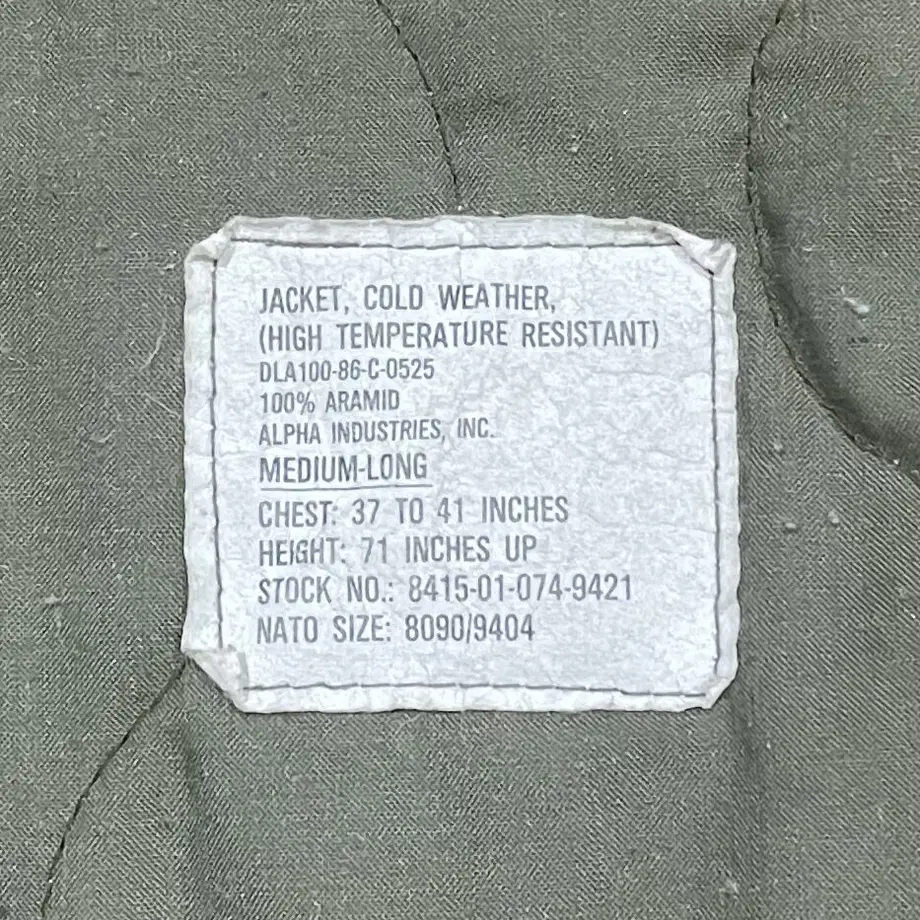 JACKET, COLD WEATHER,
(HIGH TEMPERATURE RESISTANT)
DLA100-86-C-0525
100% ARAMID
ALPHA INDUSTRIES, INC.
MEDIUM-LONG
CHEST: 37 TO 41 INCHES
HEIGHT: 71 INCHES UP
STOCK NO.: 8415-01-074-9421
NATO SIZE: 8090/9404